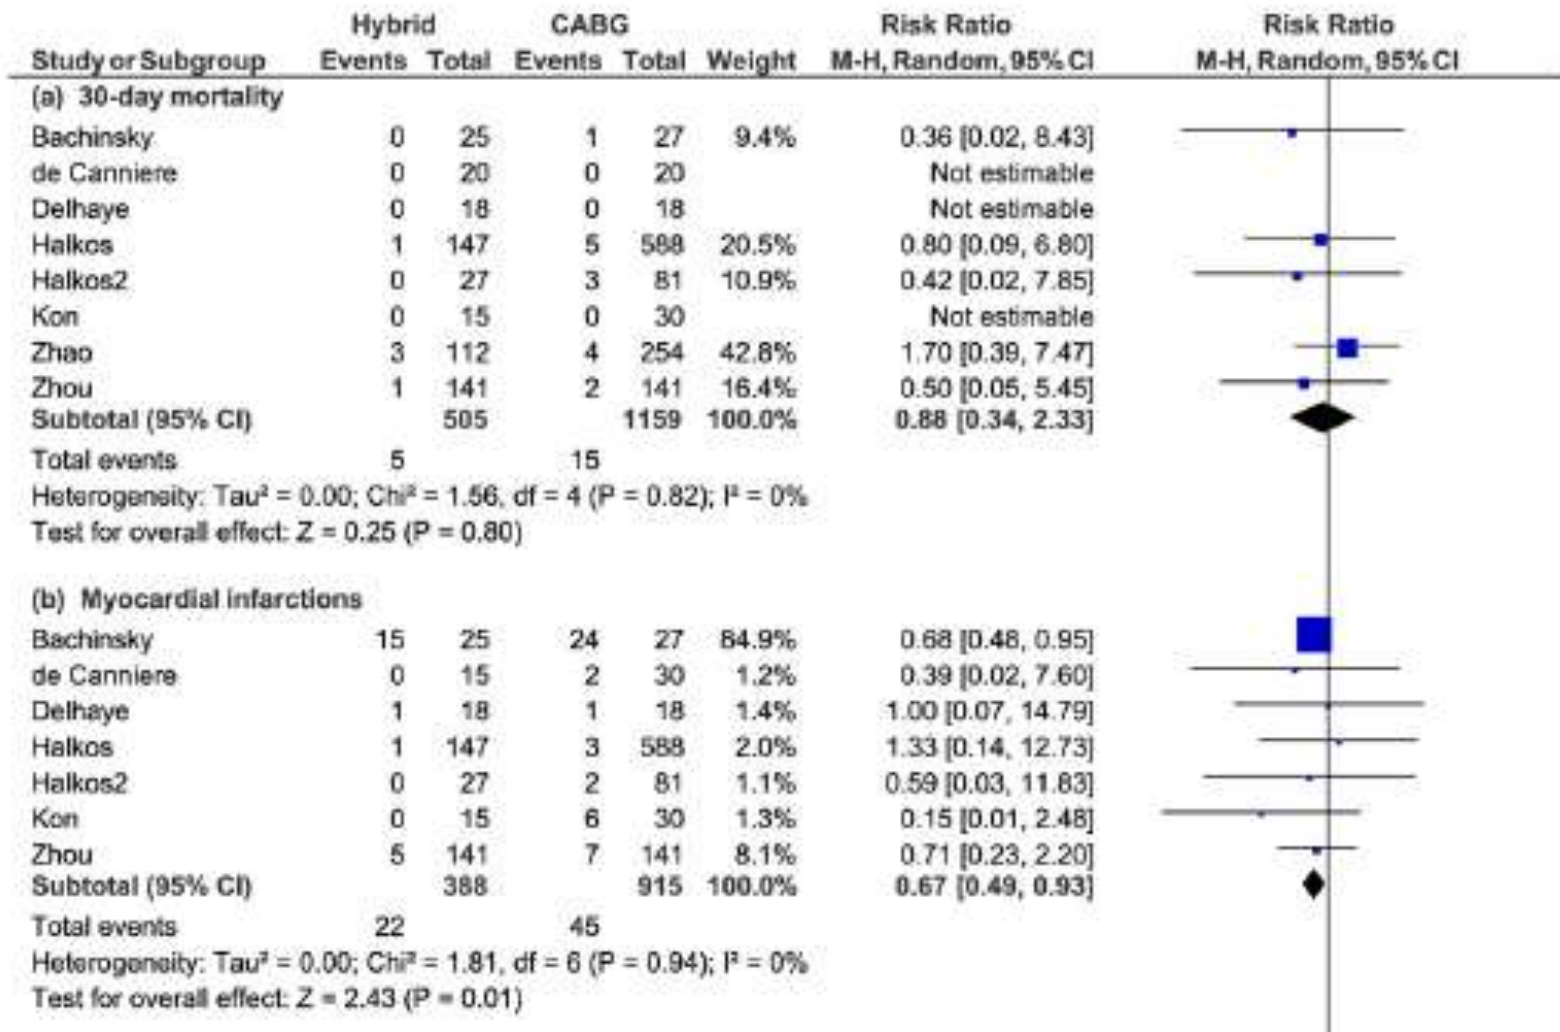 Hybrid CABG Risk Ratio Risk Ratio
Study or Subgroup Events Total Events Total Weight M-H, Random, 95% CI M-H, Random, 95% CI
(a) 30-day mortality
Bachinsky 0 25 1 27 9.4% 0.36 [0.02, 8.43]
de Canniere 0 20 0 20 Not estimable
Delhaye 0 18 0 18 Not estimable
Halkos 1 147 5 588 20.5% 0.80 [0.09, 6.80]
Halkos2 0 27 3 81 10.9% 0.42 [0.02, 7.85]
Kon 0 15 0 30 Not estimable
Zhao 3 112 4 254 42.8% 1.70 [0.39, 7.47]
Zhou 1 141 2 141 16.4% 0.50 [0.05, 5.45]
Subtotal (95% CI) 505 1159 100.0% 0.88 [0.34, 2.33]
Total events 5 15
Heterogeneity: Tau² = 0.00; Chi² = 1.56, df = 4 (P = 0.82); I² = 0%
Test for overall effect: Z = 0.25 (P = 0.80)
(b) Myocardial infarctions
Bachinsky 15 25 24 27 84.9% 0.68 [0.48, 0.95]
de Canniere 0 15 2 30 1.2% 0.39 [0.02, 7.60]
Delhaye 1 18 1 18 1.4% 1.00 [0.07, 14.79]
Halkos 1 147 3 588 2.0% 1.33 [0.14, 12.73]
Halkos2 0 27 2 81 1.1% 0.59 [0.03, 11.83]
Kon 0 15 6 30 1.3% 0.15 [0.01, 2.48]
Zhou 5 141 7 141 8.1% 0.71 [0.23, 2.20]
Subtotal (95% CI) 388 915 100.0% 0.67 [0.49, 0.93]
Total events 22 45
Heterogeneity: Tau² = 0.00; Chi² = 1.81, df = 6 (P = 0.94); I² = 0%
Test for overall effect: Z = 2.43 (P = 0.01)